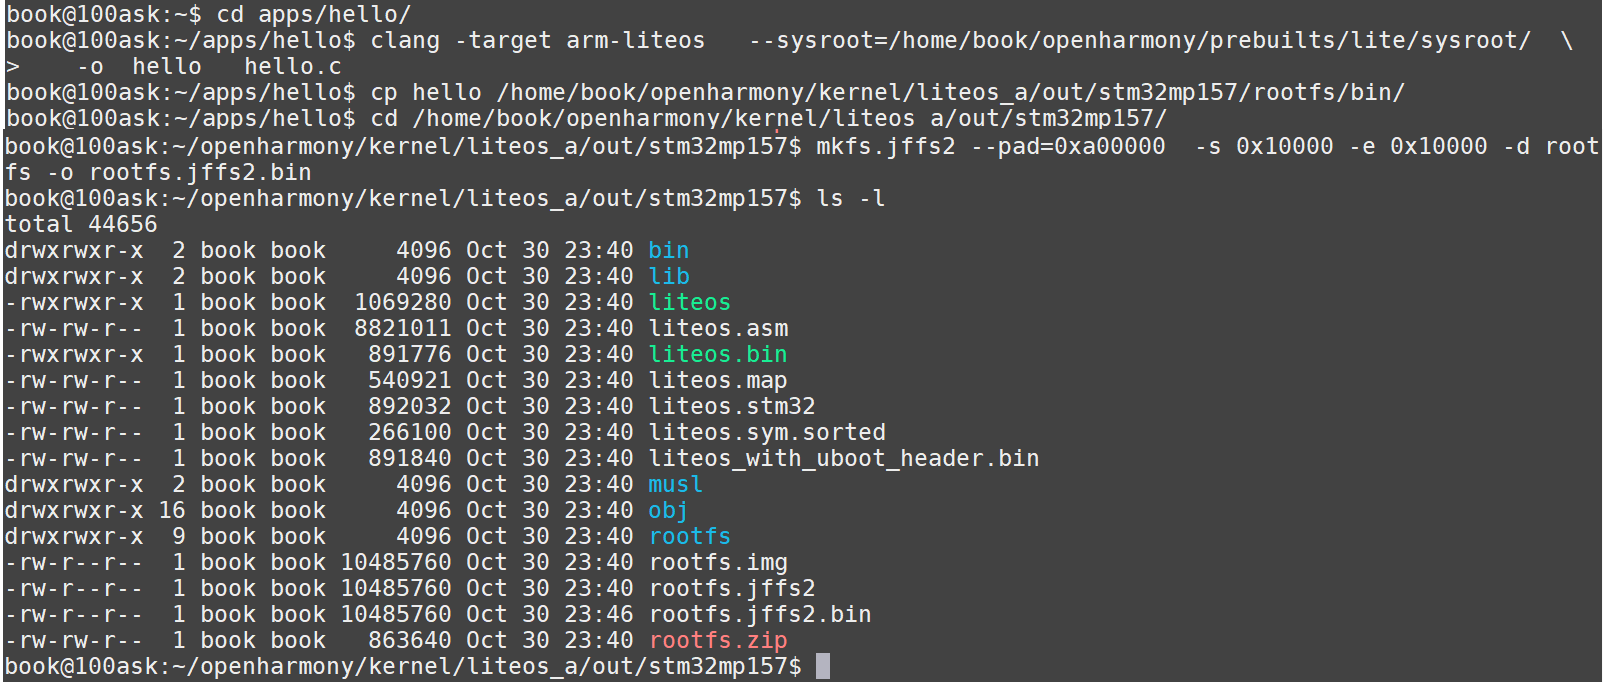 book@100ask:~$ cd apps/hello/
book@100ask:~/apps/hello$ clang -target arm-liteos   --sysroot=/home/book/openharmony/prebuilts/lite/sysroot/  \
>    -o  hello   hello.c
book@100ask:~/apps/hello$ cp hello /home/book/openharmony/kernel/liteos_a/out/stm32mp157/rootfs/bin/
book@100ask:~/apps/hello$ cd /home/book/openharmony/kernel/liteos a/out/stm32mp157/
book@100ask:~/openharmony/kernel/liteos_a/out/stm32mp157$ mkfs.jffs2 --pad=0xa00000  -s 0x10000 -e 0x10000 -d root
fs -o rootfs.jffs2.bin
book@100ask:~/openharmony/kernel/liteos_a/out/stm32mp157$ ls -l
total 44656
drwxrwxr-x  2 book book     4096 Oct 30 23:40 bin
drwxrwxr-x  2 book book     4096 Oct 30 23:40 lib
-rwxrwxr-x  1 book book  1069280 Oct 30 23:40 liteos
-rw-rw-r--  1 book book  8821011 Oct 30 23:40 liteos.asm
-rwxrwxr-x  1 book book   891776 Oct 30 23:40 liteos.bin
-rw-rw-r--  1 book book   540921 Oct 30 23:40 liteos.map
-rw-rw-r--  1 book book   892032 Oct 30 23:40 liteos.stm32
-rw-rw-r--  1 book book   266100 Oct 30 23:40 liteos.sym.sorted
-rw-rw-r--  1 book book   891840 Oct 30 23:40 liteos_with_uboot_header.bin
drwxrwxr-x  2 book book     4096 Oct 30 23:40 musl
drwxrwxr-x 16 book book     4096 Oct 30 23:40 obj
drwxrwxr-x  9 book book     4096 Oct 30 23:40 rootfs
-rw-r--r--  1 book book 10485760 Oct 30 23:40 rootfs.img
-rw-r--r--  1 book book 10485760 Oct 30 23:40 rootfs.jffs2
-rw-r--r--  1 book book 10485760 Oct 30 23:46 rootfs.jffs2.bin
-rw-rw-r--  1 book book   863640 Oct 30 23:40 rootfs.zip
book@100ask:~/openharmony/kernel/liteos_a/out/stm32mp157$